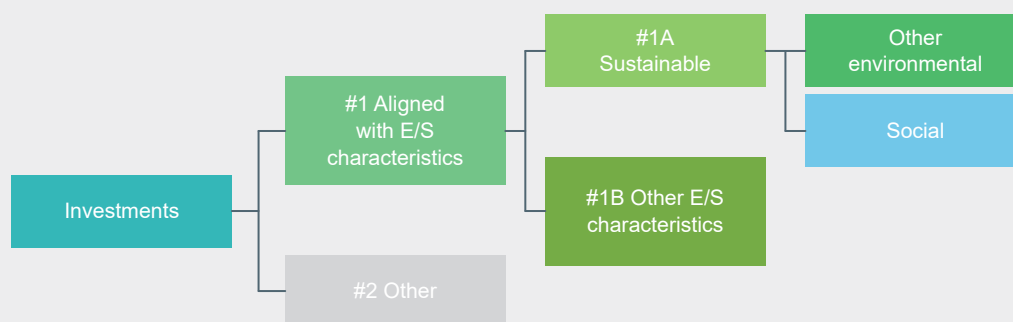 Investments
#1 Aligned
with E/S
characteristics
#2 Other
#1A
Sustainable
#1B Other E/S
characteristics
Other
environmental
Social